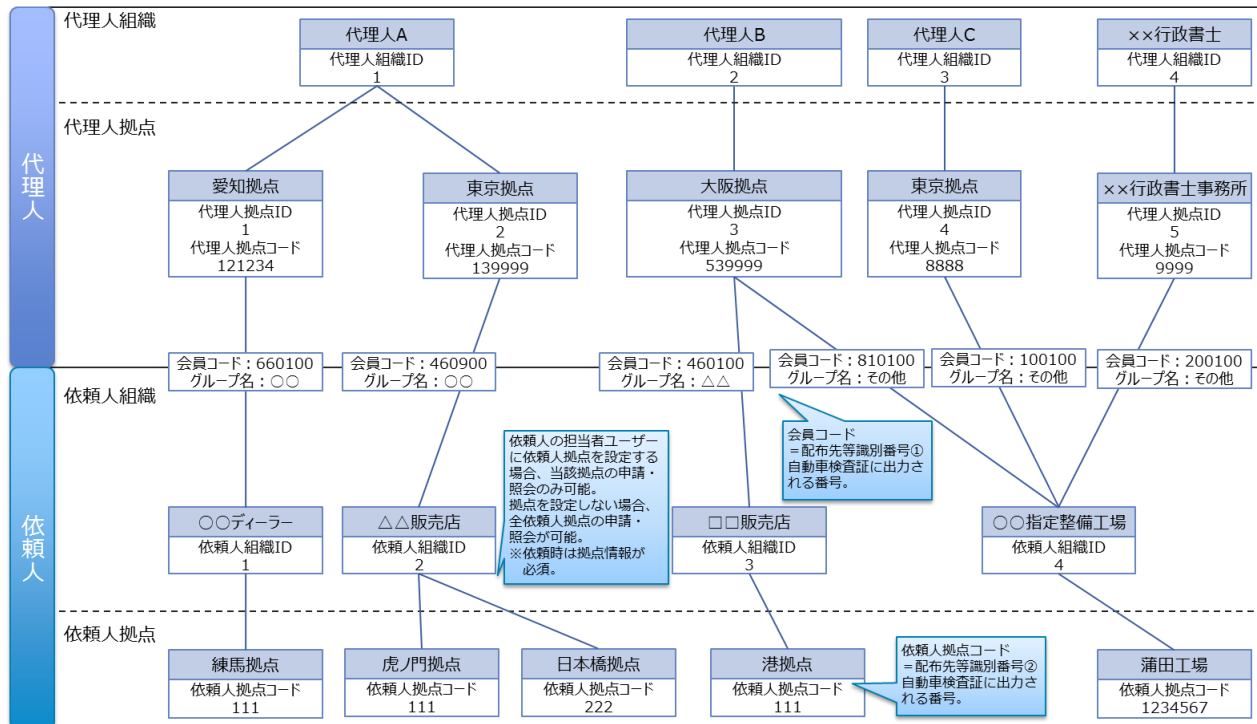 代理人
代理人組織
代理人A
代理人組織ID
1
代理人B
代理人組織ID
2
代理人C
代理人組織ID
3
××行政書士
代理人組織ID
4
代理人拠点
愛知拠点
代理人拠点ID
1
代理人拠点コード
121234
東京拠点
代理人拠点ID
2
代理人拠点コード
139999
大阪拠点
代理人拠点ID
3
代理人拠点コード
539999
東京拠点
代理人拠点ID
4
代理人拠点コード
8888
××行政書士事務所
代理人拠点ID
5
代理人拠点コード
9999
会員コード：660100
グループ名：○○
会員コード：460900
グループ名：○○
会員コード：460100
グループ名：△△
会員コード：810100
グループ名：その他
会員コード：100100
グループ名：その他
会員コード：200100
グループ名：その他
依頼人
依頼人組織
会員コード
＝配布先等識別番号①
自動車検査証に出力さ
れる番号。
依頼人の担当者ユーザー
に依頼人拠点を設定する
場合、当該拠点の申請・
照会のみ可能。
拠点を設定しない場合、
全依頼人拠点の申請・
照会が可能。
※依頼時は拠点情報が
必須。
○○ディーラー
依頼人組織ID
1
△△販売店
依頼人組織ID
2
□□販売店
依頼人組織ID
3
○○指定整備工場
依頼人組織ID
4
依頼人拠点
練馬拠点
依頼人拠点コード
111
虎ノ門拠点
依頼人拠点コード
111
日本橋拠点
依頼人拠点コード
222
港拠点
依頼人拠点コード
111
依頼人拠点コード
＝配布先等識別番号②
自動車検査証に出力さ
れる番号。
蒲田工場
依頼人拠点コード
1234567